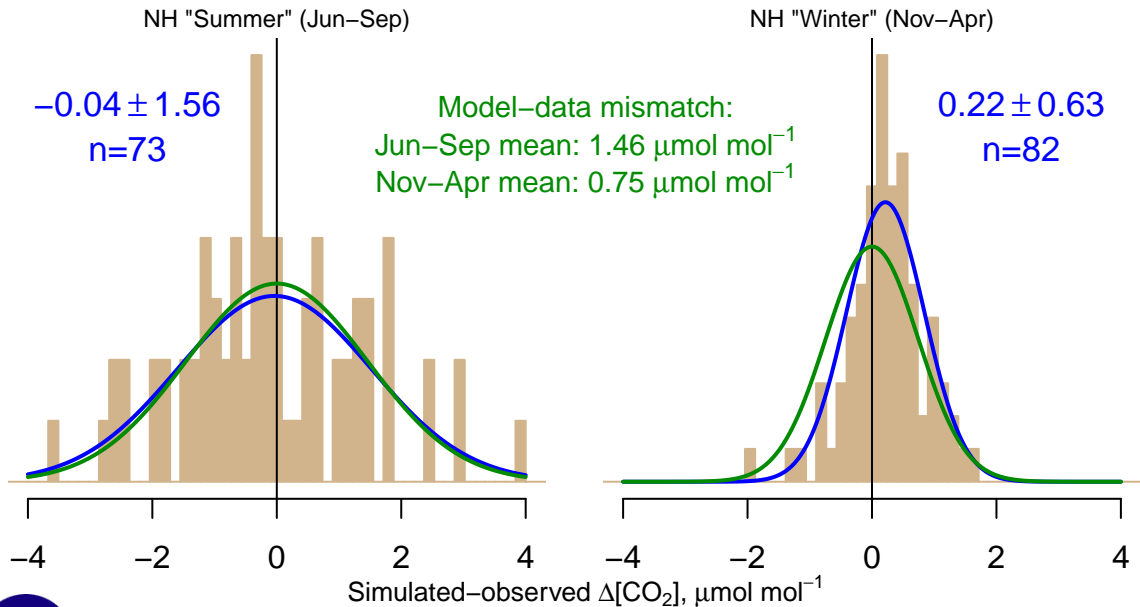 NH "Summer" (Jun−Sep)
NH "Winter" (Nov−Apr)
−0.04 ± 1.56
n=73
Model−data mismatch:
Jun−Sep mean: 1.46 μmol mol⁻¹
Nov−Apr mean: 0.75 μmol mol⁻¹
0.22 ± 0.63
n=82
−4 −2 0 2 4
−4 −2 0 2 4
Simulated−observed Δ[CO₂], μmol mol⁻¹